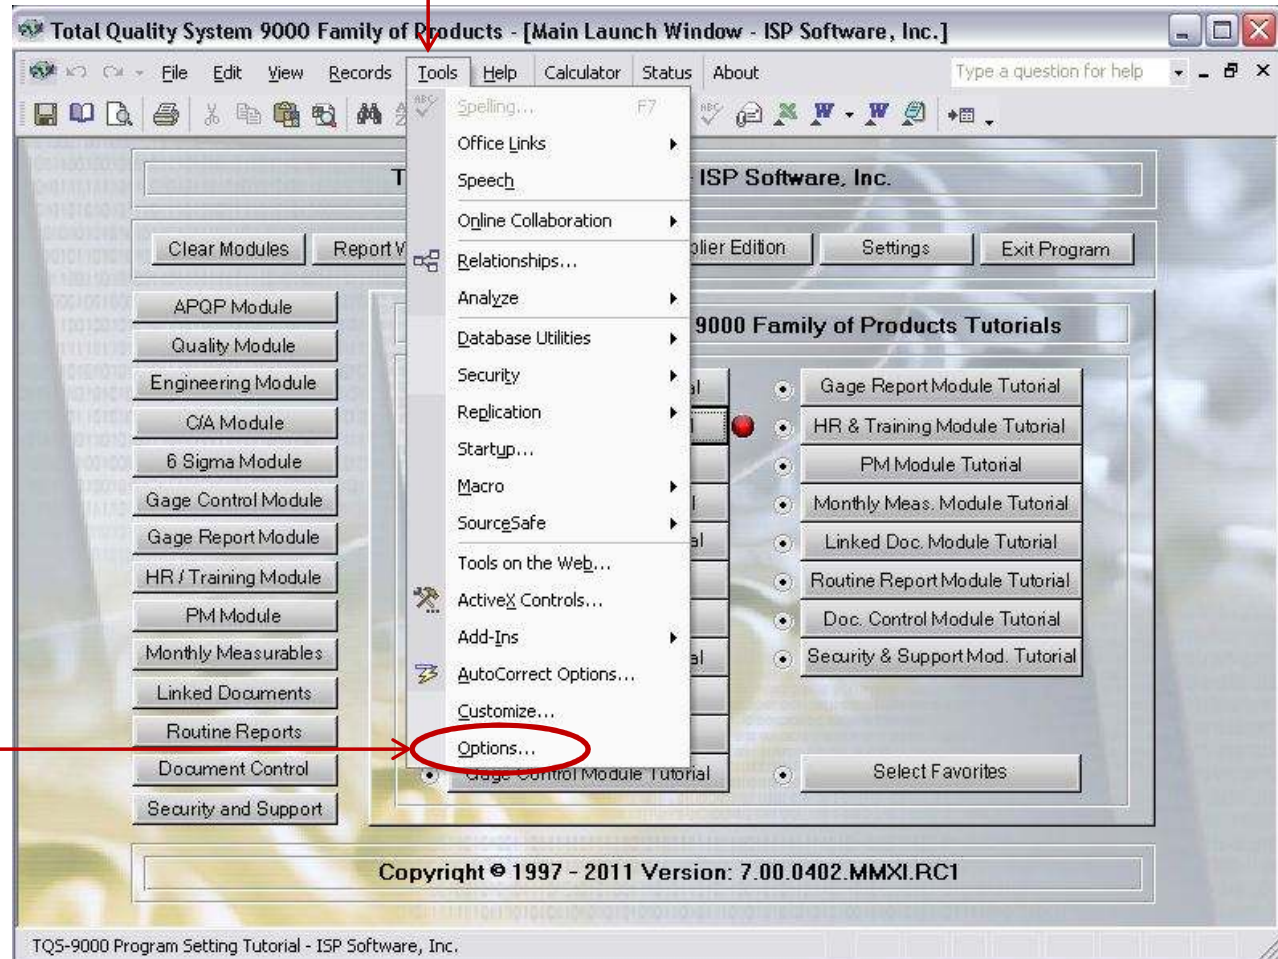 Total Quality System 9000 Family of Products - [Main Launch Window - ISP Software, Inc.]
File Edit View Records Tools Help Calculator Status About Type a question for help
Spelling... F7
Office Links
Speech
Online Collaboration
Relationships...
Analyze
Database Utilities
Security
Replication
Startup...
Macro
SourceSafe
Tools on the Web...
ActiveX Controls...
Add-Ins
AutoCorrect Options...
Customize...
Options...
T ISP Software, Inc.
Clear Modules Report W plier Edition Settings Exit Program
APQP Module
Quality Module
Engineering Module
C/A Module
6 Sigma Module
Gage Control Module
Gage Report Module
HR / Training Module
PM Module
Monthly Measurables
Linked Documents
Routine Reports
Document Control
Security and Support
9000 Family of Products Tutorials
Gage Report Module Tutorial
HR & Training Module Tutorial
PM Module Tutorial
Monthly Meas. Module Tutorial
Linked Doc. Module Tutorial
Routine Report Module Tutorial
Doc. Control Module Tutorial
Security & Support Mod. Tutorial
Gage Control Module Tutorial Select Favorites
Copyright © 1997 - 2011 Version: 7.00.0402.MMXI.RC1
TQS-9000 Program Setting Tutorial - ISP Software, Inc.